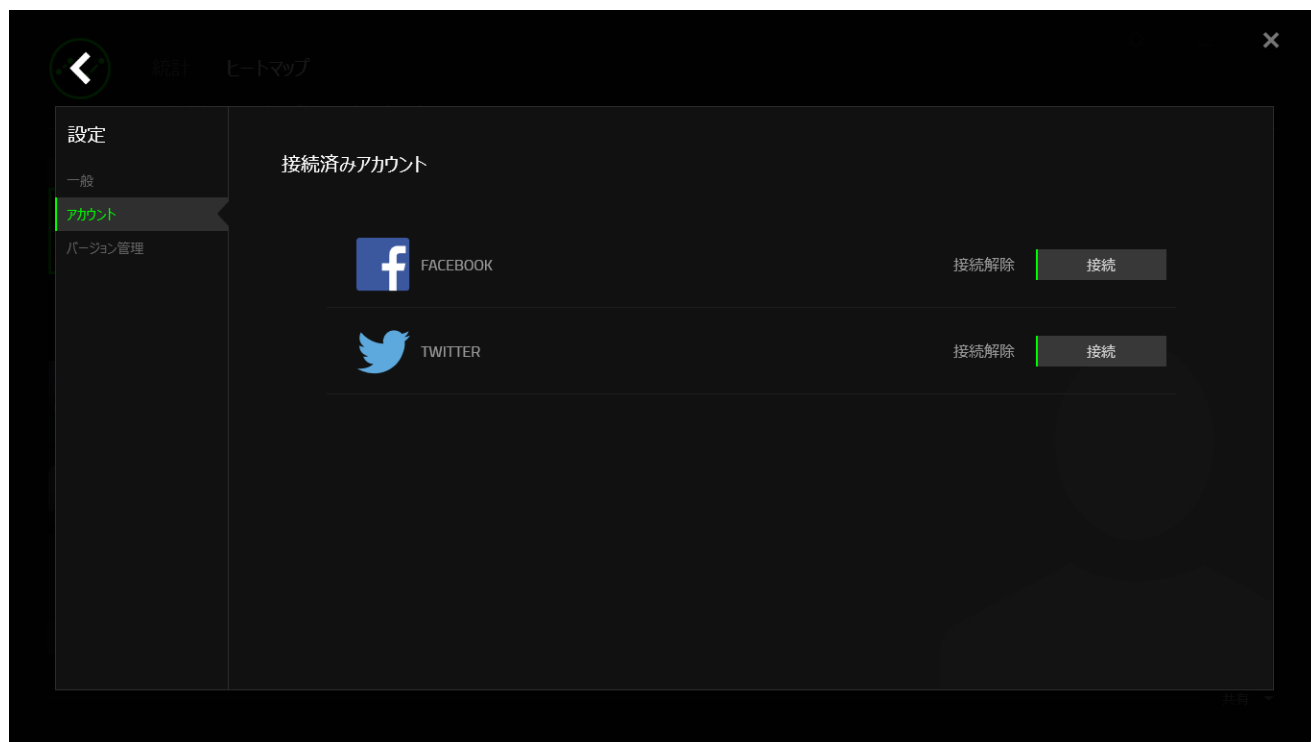 統計 ヒートマップ
設定
一般
アカウント
バージョン管理
接続済みアカウント
FACEBOOK 接続解除 接続
TWITTER 接続解除 接続
共有